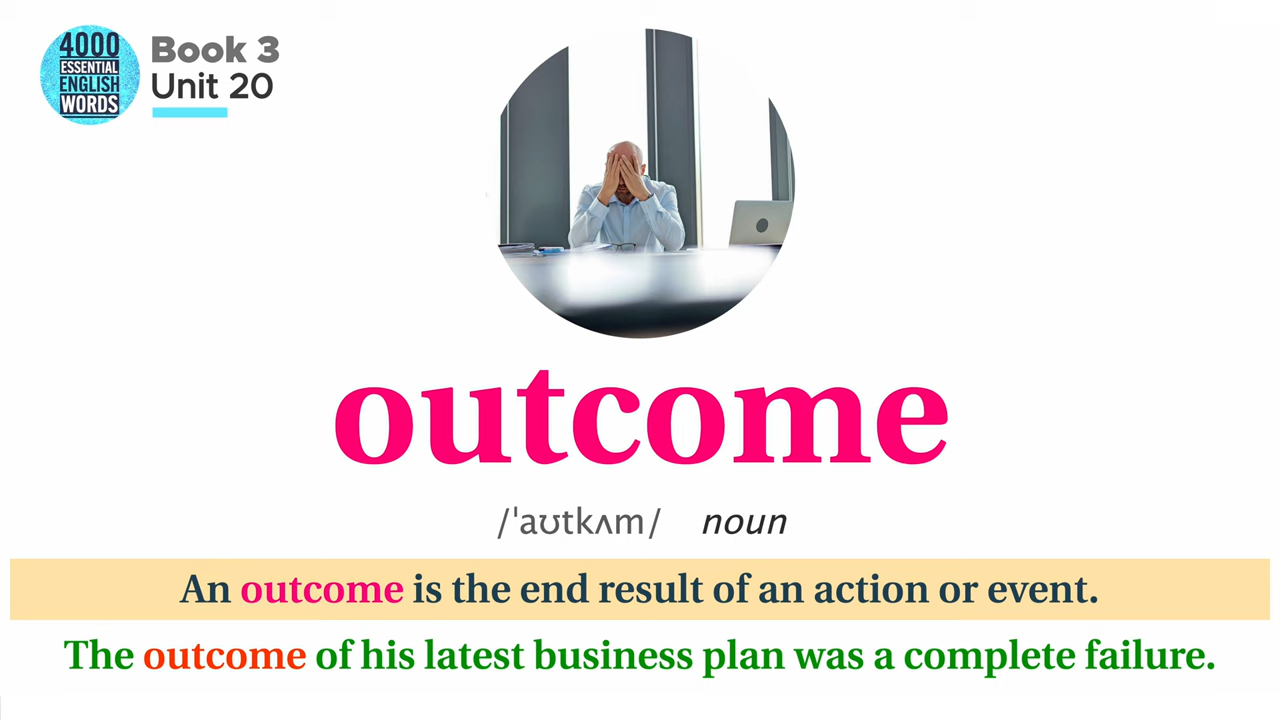 4000
ESSENTIAL
ENGLISH
WORDS
Book 3
Unit 20
outcome
/ˈaʊtkʌm/ noun
An outcome is the end result of an action or event.
The outcome of his latest business plan was a complete failure.